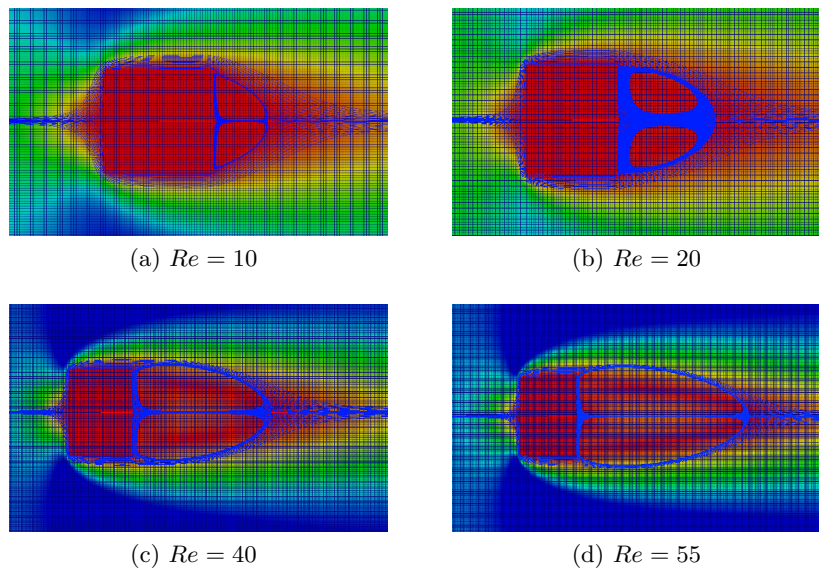 (a) Re = 10
(b) Re = 20
(c) Re = 40
(d) Re = 55